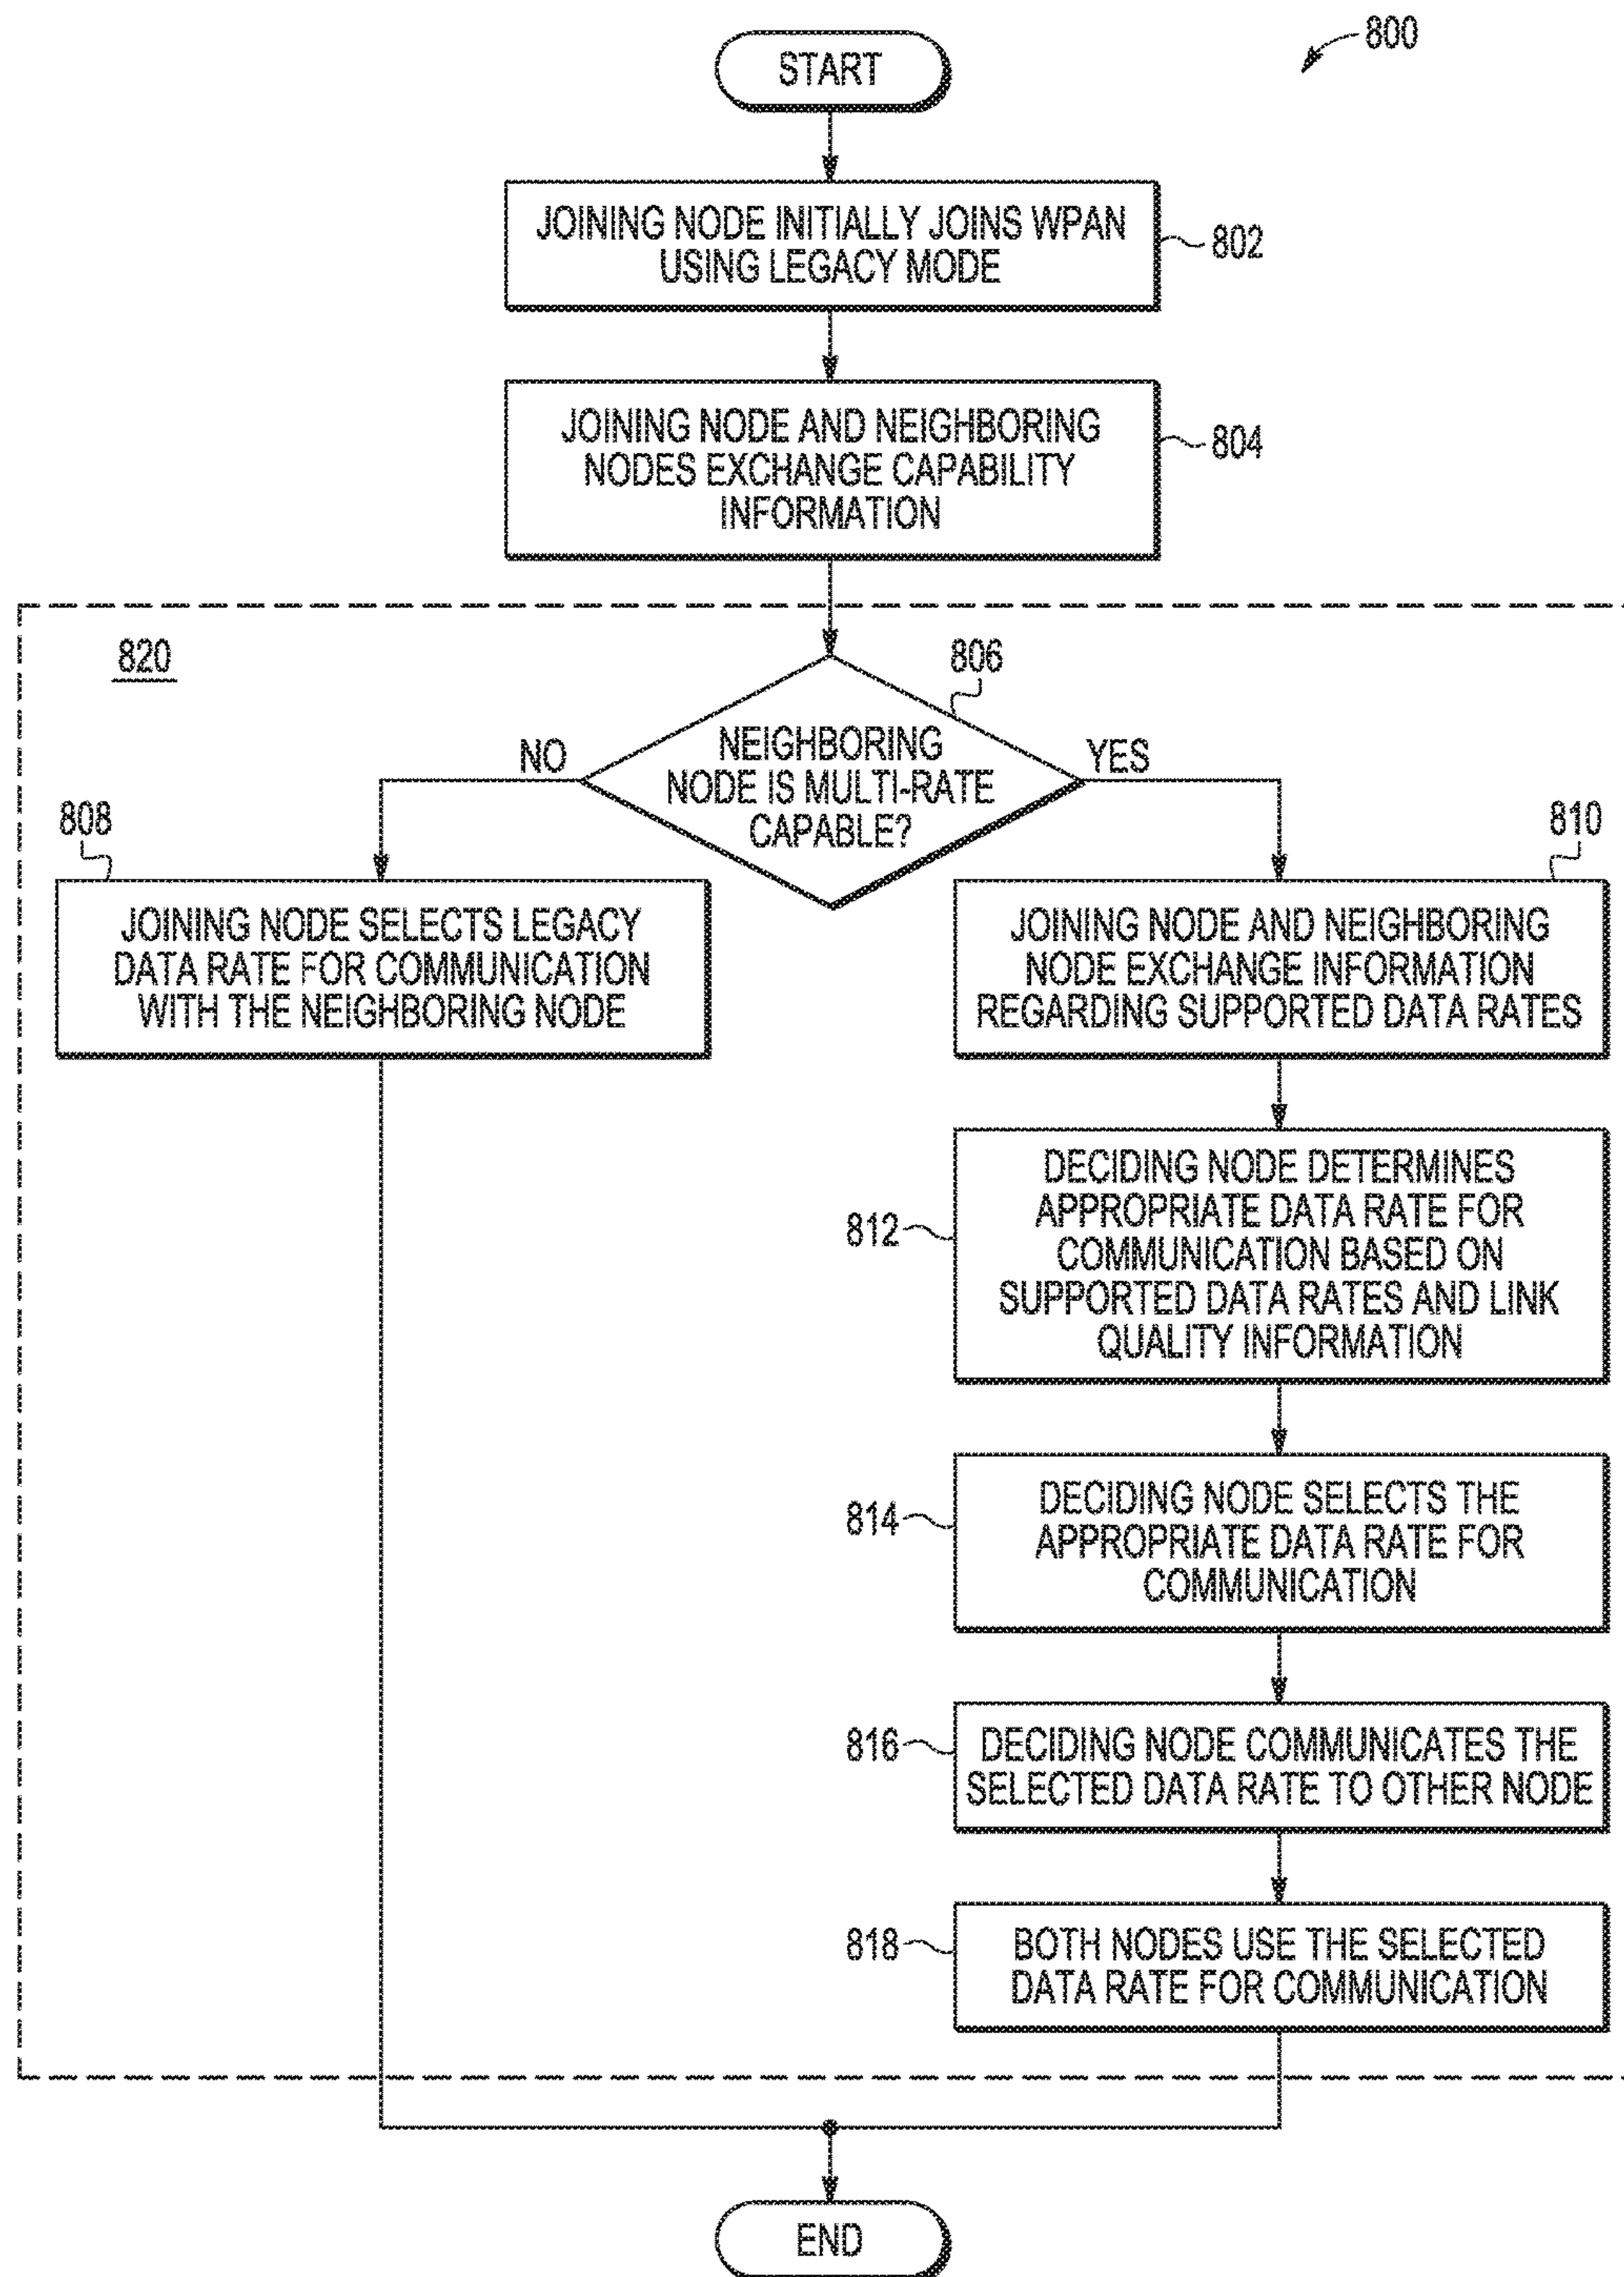 800
START
JOINING NODE INITIALLY JOINS WPAN
USING LEGACY MODE
802
JOINING NODE AND NEIGHBORING
NODES EXCHANGE CAPABILITY
INFORMATION
804
820
806
NEIGHBORING
NODE IS MULTI-RATE
CAPABLE?
NO
YES
808
JOINING NODE SELECTS LEGACY
DATA RATE FOR COMMUNICATION
WITH THE NEIGHBORING NODE
810
JOINING NODE AND NEIGHBORING
NODE EXCHANGE INFORMATION
REGARDING SUPPORTED DATA RATES
812
DECIDING NODE DETERMINES
APPROPRIATE DATA RATE FOR
COMMUNICATION BASED ON
SUPPORTED DATA RATES AND LINK
QUALITY INFORMATION
814
DECIDING NODE SELECTS THE
APPROPRIATE DATA RATE FOR
COMMUNICATION
816
DECIDING NODE COMMUNICATES THE
SELECTED DATA RATE TO OTHER NODE
818
BOTH NODES USE THE SELECTED
DATA RATE FOR COMMUNICATION
END